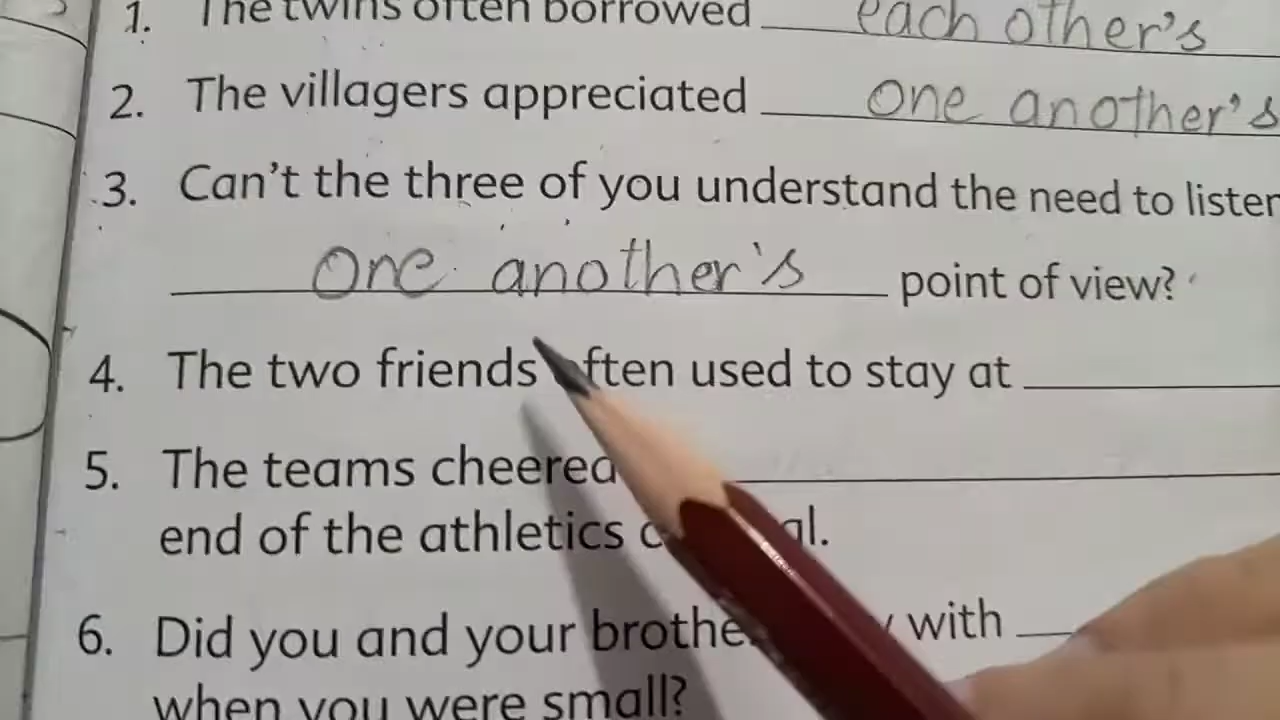 1. The twins often borrowed each other's
2. The villagers appreciated one another's
3. Can't the three of you understand the need to listen
one another's point of view?
4. The two friends often used to stay at
5. The teams cheered
end of the athletics
6. Did you and your brother with
when you were small?